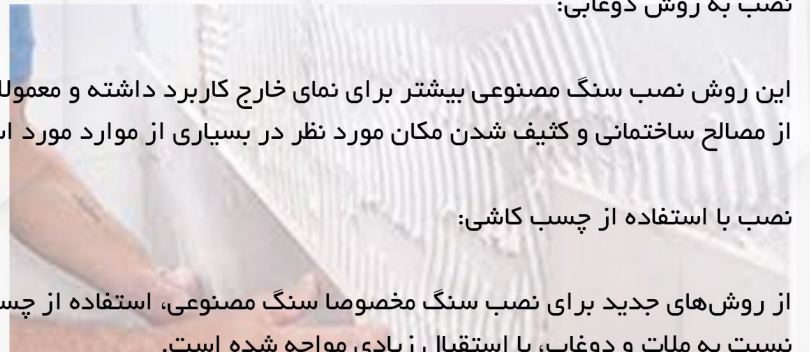 نصب به روش دوغابی:
این روش نصب سنگ مصنوعی بیشتر برای نمای خارج کاربرد داشته و معمولا
از مصالح ساختمانی و کثیف شدن مکان مورد نظر در بسیاری از موارد مورد
نصب با استفاده از چسب کاشی:
از روش‌های جدید برای نصب سنگ مخصوصا سنگ مصنوعی، استفاده از
نسبت به ملات و دوغاب، با استقبال زیادی مواجه شده است.